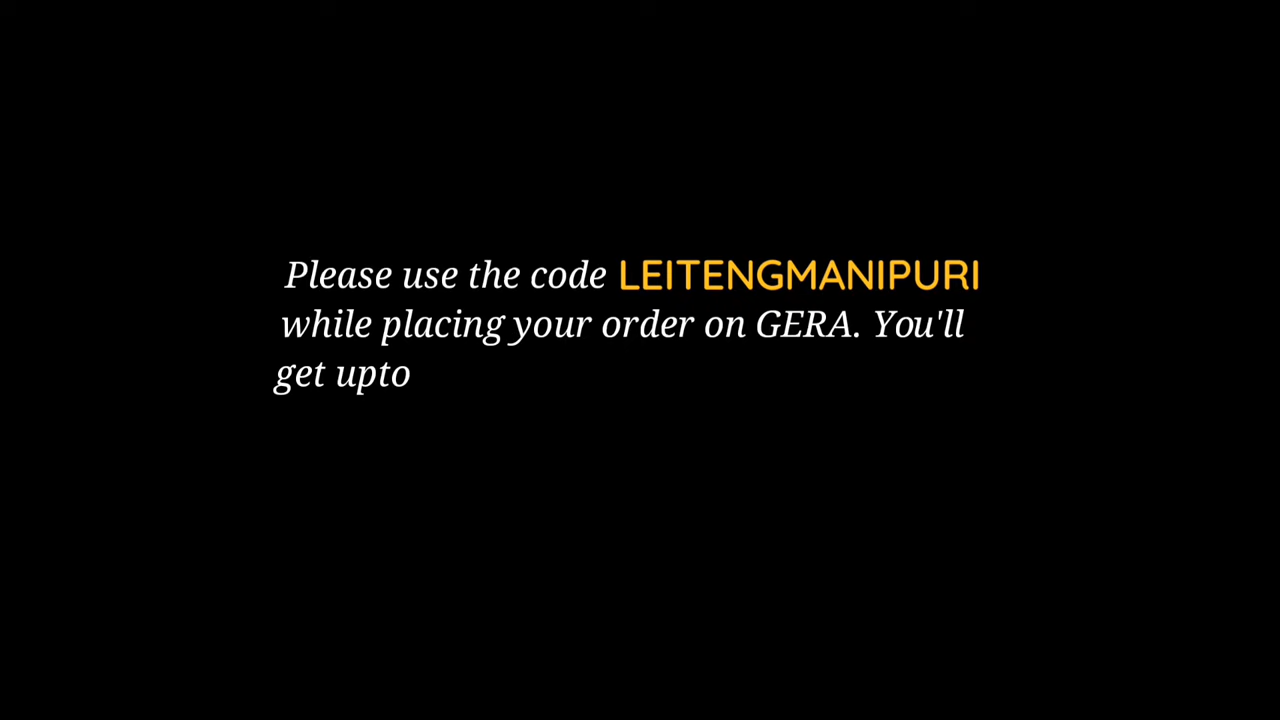 Please use the code LEITENGMANIPURI
while placing your order on GERA. You'll
get upto